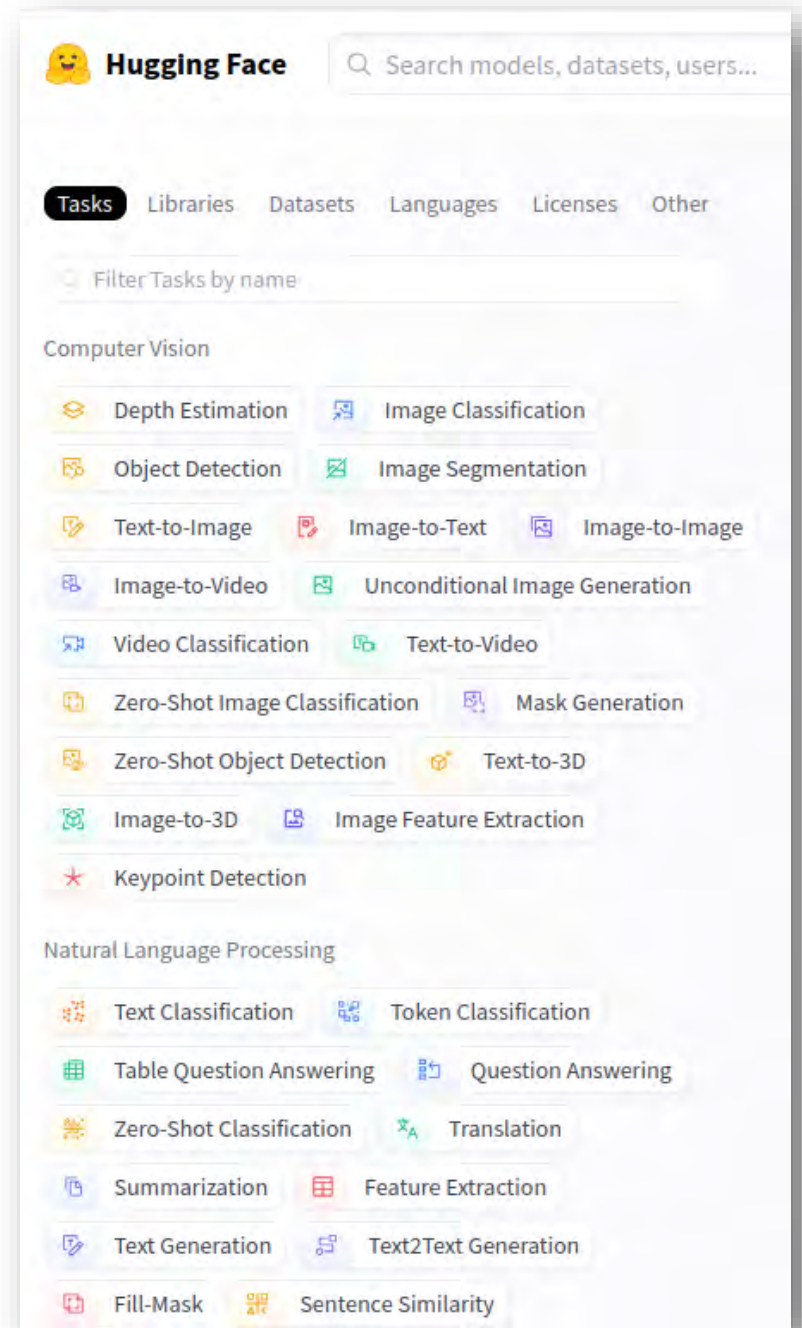 Hugging Face Search models, datasets, users...
Tasks Libraries Datasets Languages Licenses Other
Filter Tasks by name
Computer Vision
Depth Estimation Image Classification
Object Detection Image Segmentation
Text-to-Image Image-to-Text Image-to-Image
Image-to-Video Unconditional Image Generation
Video Classification Text-to-Video
Zero-Shot Image Classification Mask Generation
Zero-Shot Object Detection Text-to-3D
Image-to-3D Image Feature Extraction
Keypoint Detection
Natural Language Processing
Text Classification Token Classification
Table Question Answering Question Answering
Zero-Shot Classification Translation
Summarization Feature Extraction
Text Generation Text2Text Generation
Fill-Mask Sentence Similarity